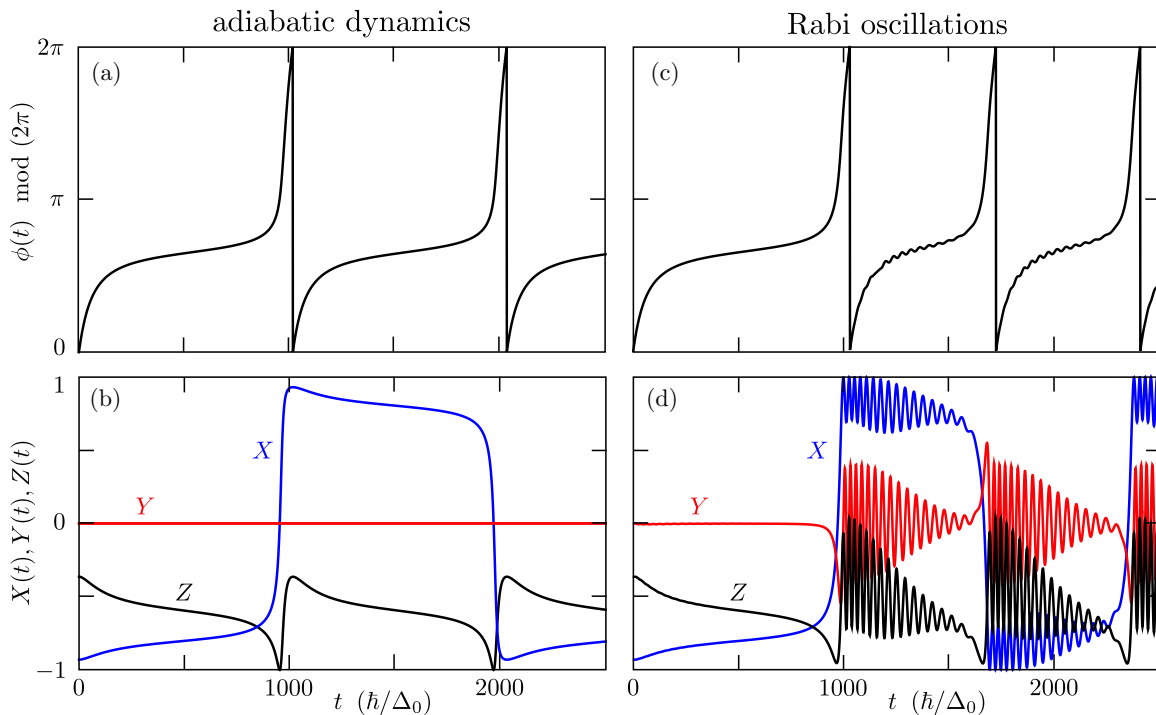 adiabatic dynamics
Rabi oscillations
(a)
(c)
2π
π
0
ϕ(t) mod (2π)
(b)
(d)
1
0
−1
X(t), Y(t), Z(t)
X
Y
Z
X
Y
Z
0 1000 2000
t (ℏ/Δ₀)
0 1000 2000
t (ℏ/Δ₀)